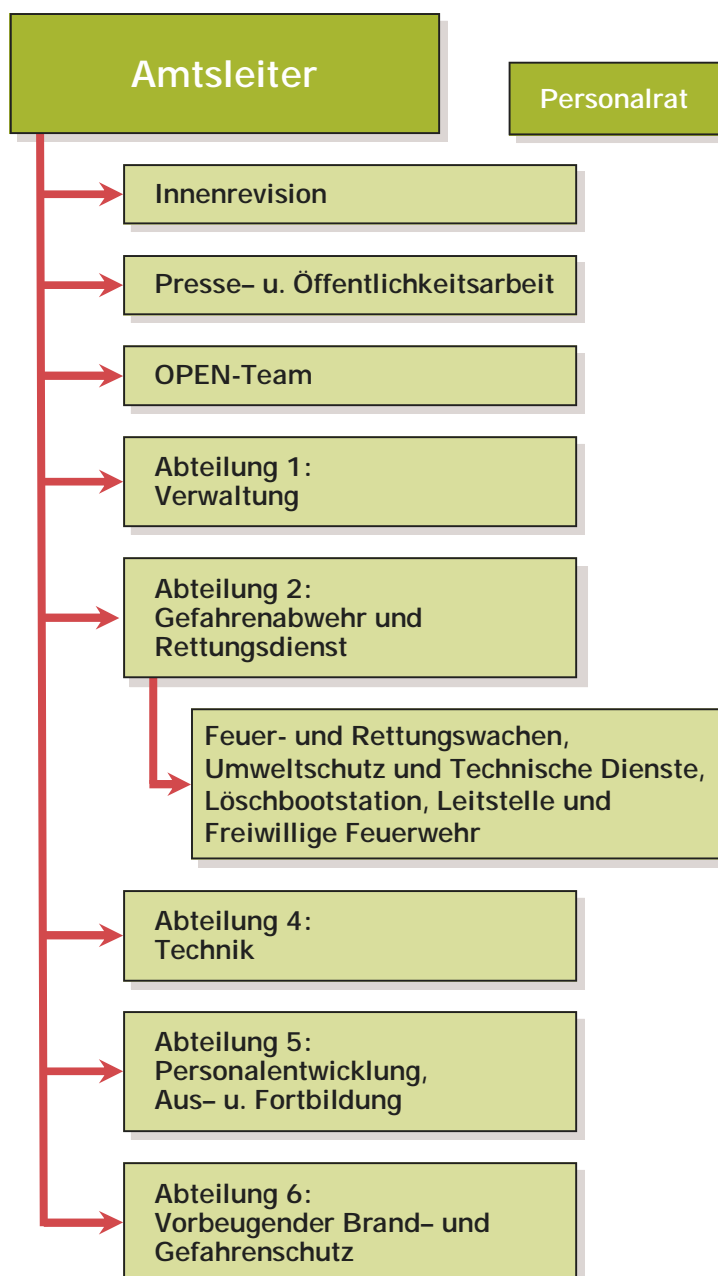 Amtsleiter
Personalrat
Innenrevision
Presse– u. Öffentlichkeitsarbeit
OPEN-Team
Abteilung 1:
Verwaltung
Abteilung 2:
Gefahrenabwehr und
Rettungsdienst
Feuer- und Rettungswachen,
Umweltschutz und Technische Dienste,
Löschbootstation, Leitstelle und
Freiwillige Feuerwehr
Abteilung 4:
Technik
Abteilung 5:
Personalentwicklung,
Aus– u. Fortbildung
Abteilung 6:
Vorbeugender Brand– und
Gefahrenschutz